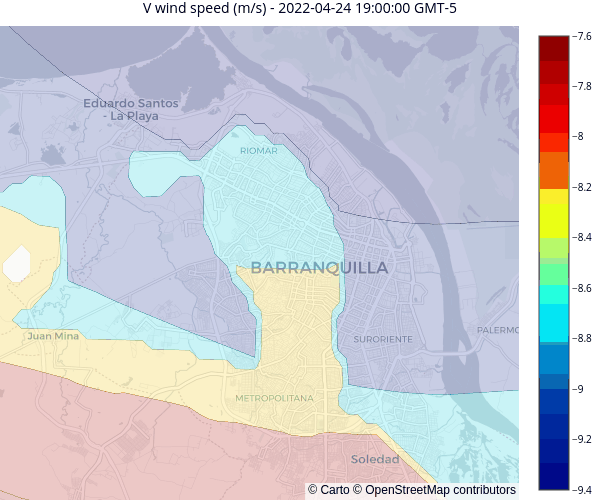 V wind speed (m/s) - 2022-04-24 19:00:00 GMT-5
Eduardo Santos
- La Playa
RIOMAR
BARRANQUILLA
Juan Mina
SURORIENTE
PALERMO
METROPOLITANA
Soledad
© Carto © OpenStreetMap contributors
−7.6
−7.8
−8
−8.2
−8.4
−8.6
−8.8
−9
−9.2
−9.4